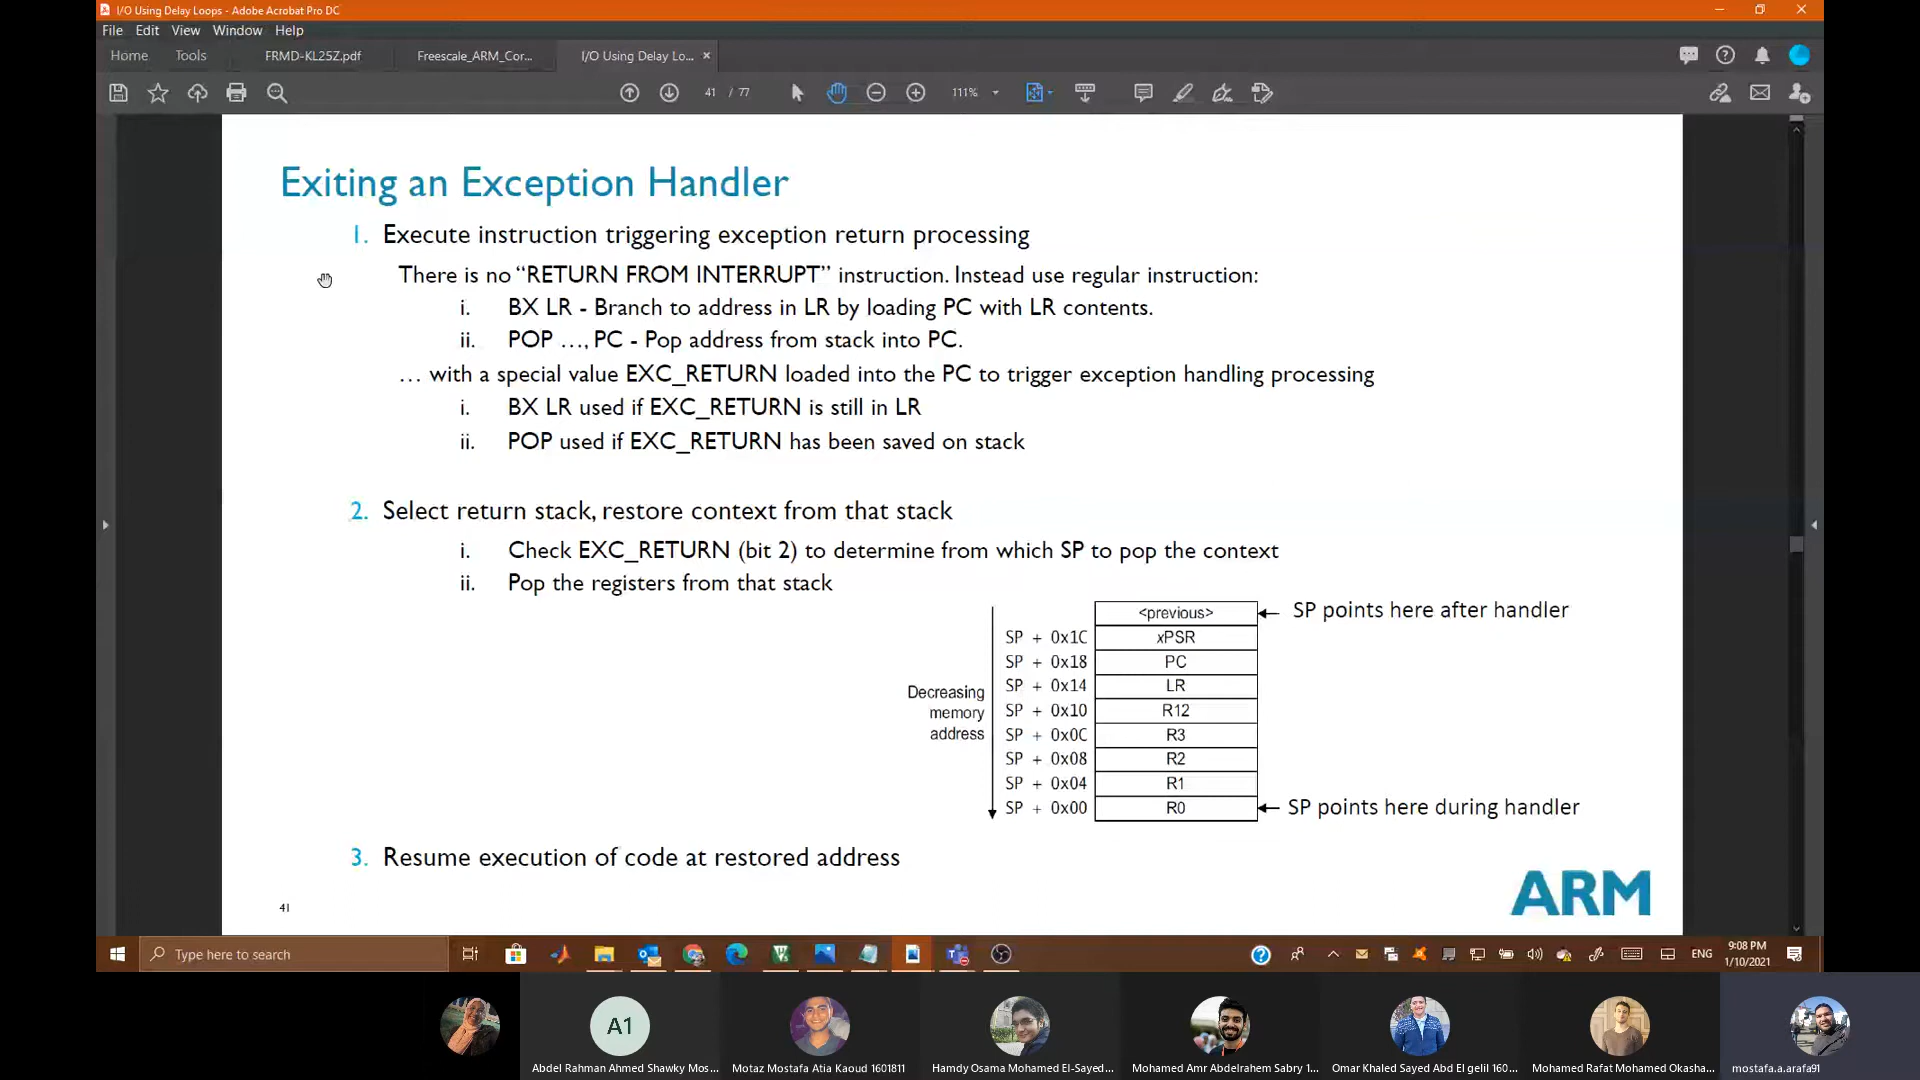 I/O Using Delay Loops - Adobe Acrobat Pro DC
File Edit View Window Help
Home Tools FRMD-KL25Z.pdf Freescale_ARM_Cor... I/O Using Delay Lo... ×
41 / 77 111%
Exiting an Exception Handler
1. Execute instruction triggering exception return processing
There is no “RETURN FROM INTERRUPT” instruction. Instead use regular instruction:
i. BX LR - Branch to address in LR by loading PC with LR contents.
ii. POP …, PC - Pop address from stack into PC.
… with a special value EXC_RETURN loaded into the PC to trigger exception handling processing
i. BX LR used if EXC_RETURN is still in LR
ii. POP used if EXC_RETURN has been saved on stack
2. Select return stack, restore context from that stack
i. Check EXC_RETURN (bit 2) to determine from which SP to pop the context
ii. Pop the registers from that stack
<previous> SP points here after handler
SP + 0x1C xPSR
SP + 0x18 PC
SP + 0x14 LR
SP + 0x10 R12
SP + 0x0C R3
SP + 0x08 R2
SP + 0x04 R1
SP + 0x00 R0 SP points here during handler
Decreasing
memory
address
3. Resume execution of code at restored address
41
ARM
Type here to search
ENG
9:08 PM
1/10/2021
A1
Abdel Rahman Ahmed Shawky Mos...
Motaz Mostafa Atia Kaoud 1601811
Hamdy Osama Mohamed El-Sayed...
Mohamed Amr Abdelrahem Sabry 1...
Omar Khaled Sayed Abd El gelil 160...
Mohamed Rafat Mohamed Okasha...
mostafa.a.arafa91